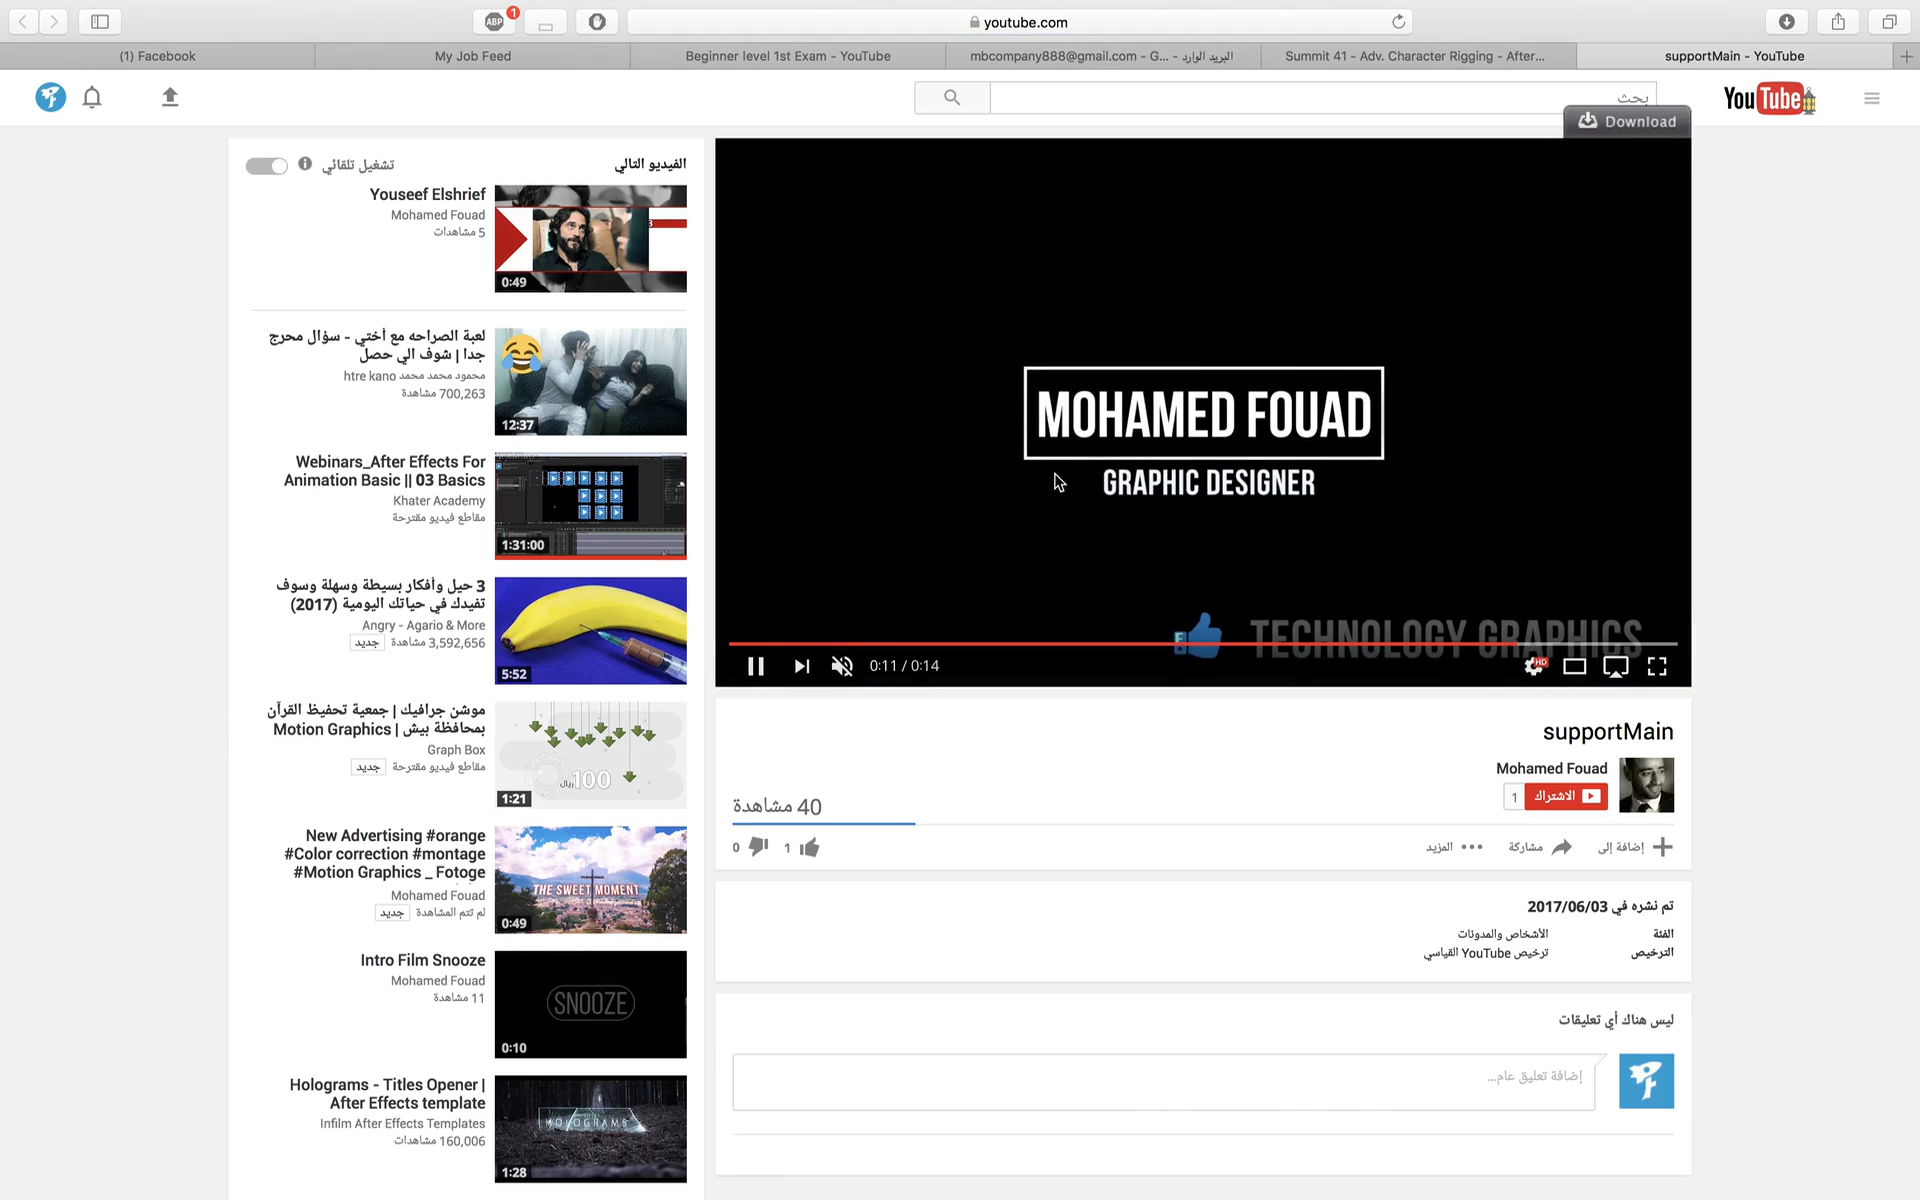 ABP
1
youtube.com
(1) Facebook
My Job Feed
Beginner level 1st Exam - YouTube
mbcompany888@gmail.com - G... - البريد الوارد
Summit 41 - Adv. Character Rigging - After...
supportMain - YouTube
بحث
YouTube
Download
الفيديو التالي
تشغيل تلقائي
Youseef Elshrief
Mohamed Fouad
5 مشاهدات
0:49
لعبة الصراحه مع أختي - سؤال محرج
جدا | شوف الي حصل
محمود محمد محمد htre kano
700,263 مشاهدة
12:37
Webinars_After Effects For
Animation Basic || 03 Basics
Khater Academy
مقاطع فيديو مقترحة
1:31:00
3 حيل وأفكار بسيطة وسهلة وسوف
تفيدك في حياتك اليومية (2017)
Angry - Agario & More
3,592,656 مشاهدة
جديد
5:52
موشن جرافيك | جمعية تحفيظ القرآن
بمحافظة بيش | Motion Graphics
Graph Box
مقاطع فيديو مقترحة
جديد
100 ريال
1:21
New Advertising #orange
#Color correction #montage
#Motion Graphics _ Fotoge
Mohamed Fouad
لم تتم المشاهدة
جديد
THE SWEET MOMENT
0:49
Intro Film Snooze
Mohamed Fouad
11 مشاهدة
SNOOZE
0:10
Holograms - Titles Opener |
After Effects template
Infilm After Effects Templates
160,006 مشاهدات
HOLOGRAMS
1:28
MOHAMED FOUAD
GRAPHIC DESIGNER
TECHNOLOGY GRAPHICS
0:11 / 0:14
HD
supportMain
Mohamed Fouad
الاشتراك
1
40 مشاهدة
إضافة إلى
مشاركة
المزيد
1
0
تم نشره في 2017/06/03
الفئة
الأشخاص والمدونات
الترخيص
ترخيص YouTube القياسي
ليس هناك أي تعليقات
إضافة تعليق عام...